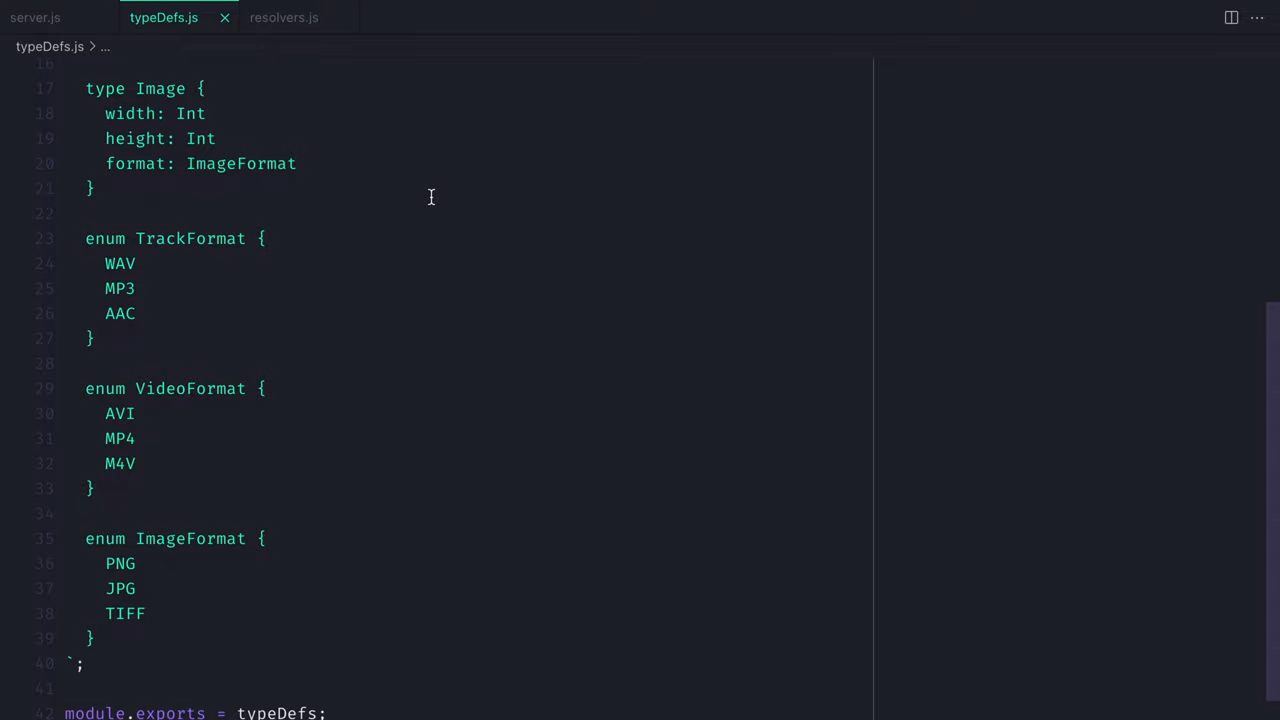 server.js typeDefs.js × resolvers.js ...
typeDefs.js > ...
16
17 type Image {
18 width: Int
19 height: Int
20 format: ImageFormat
21 }
22
23 enum TrackFormat {
24 WAV
25 MP3
26 AAC
27 }
28
29 enum VideoFormat {
30 AVI
31 MP4
32 M4V
33 }
34
35 enum ImageFormat {
36 PNG
37 JPG
38 TIFF
39 }
40 `;
41
42 module.exports = typeDefs;